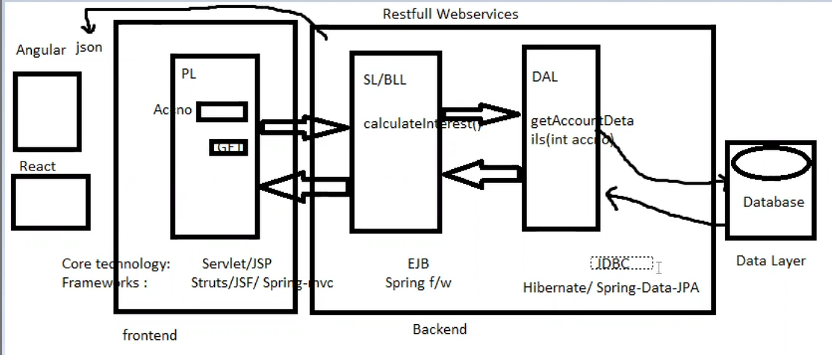 Restfull Webservices
Angular json
React
PL
Accno
GET
SL/BLL
calculateInterest()
DAL
getAccountDeta
ils(int accno)
Database
Data Layer
Core technology: Servlet/JSP EJB JDBC
Frameworks : Struts/JSF/ Spring-mvc Spring f/w Hibernate/ Spring-Data-JPA
frontend Backend